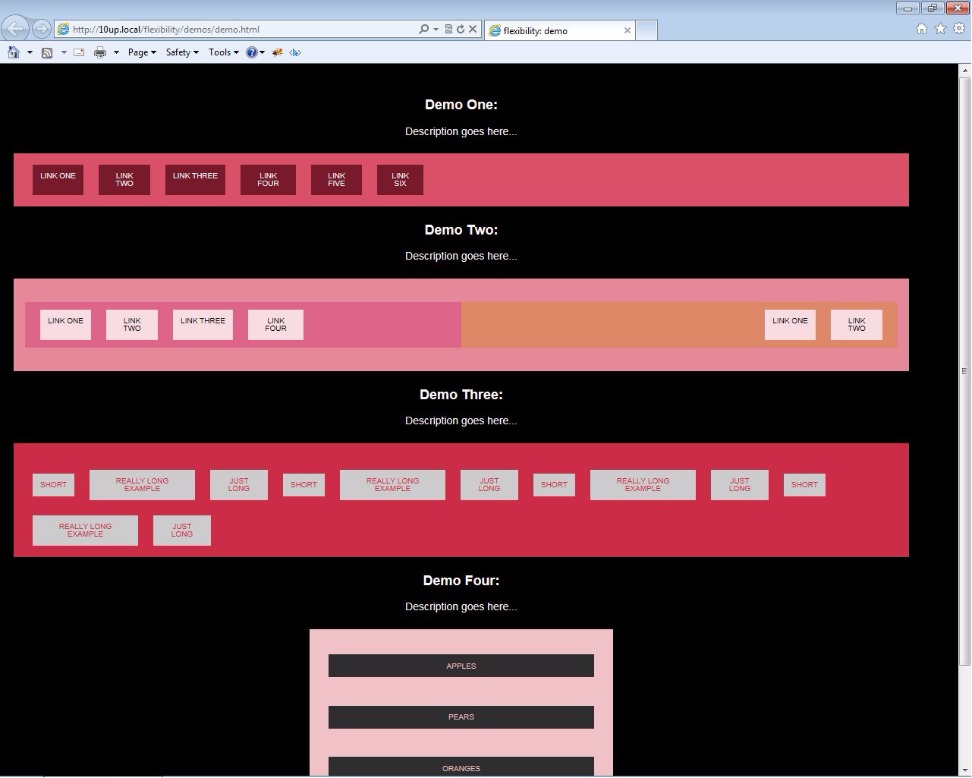 http://10up.local/flexibility/demos/demo.html
flexibility: demo
Page
Safety
Tools
Demo One:
Description goes here...
LINK ONE
LINK
TWO
LINK THREE
LINK
FOUR
LINK
FIVE
LINK
SIX
Demo Two:
Description goes here...
LINK ONE
LINK
TWO
LINK THREE
LINK
FOUR
LINK ONE
LINK
TWO
Demo Three:
Description goes here...
SHORT
REALLY LONG
EXAMPLE
JUST
LONG
SHORT
REALLY LONG
EXAMPLE
JUST
LONG
SHORT
REALLY LONG
EXAMPLE
JUST
LONG
SHORT
REALLY LONG
EXAMPLE
JUST
LONG
Demo Four:
Description goes here...
APPLES
PEARS
ORANGES